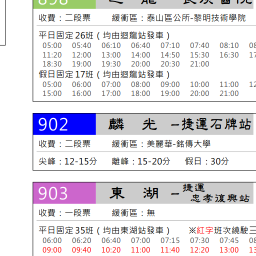 收費：二段票 緩衝區：泰山區公所-黎明技術學院
平日固定26班（均由迴龍站發車）
05:00 05:40 06:10 06:40 07:10 07:40 08:10
11:20 12:00 13:00 14:00 14:50 15:30 16:30
18:30 19:00 19:30 20:00 20:30 21:00
假日固定17班（均由迴龍站發車）
05:00 06:00 07:00 08:00 09:00 10:00 11:00
15:00 16:00 17:00 18:00 19:00 20:00 21:00
902 麟光－捷運石牌站
收費：二段票 緩衝區：美麗華-銘傳大學
尖峰：12-15分 離峰：15-20分 假日：30分
903 東湖－捷運忠孝復興站
收費：一段票 緩衝區：無
平日固定35班（均由東湖站發車） ※紅字班次繞駛三
06:00 06:20 06:40 07:00 07:15 07:30 07:45
09:00 09:40 10:20 11:00 11:40 12:20 13:00